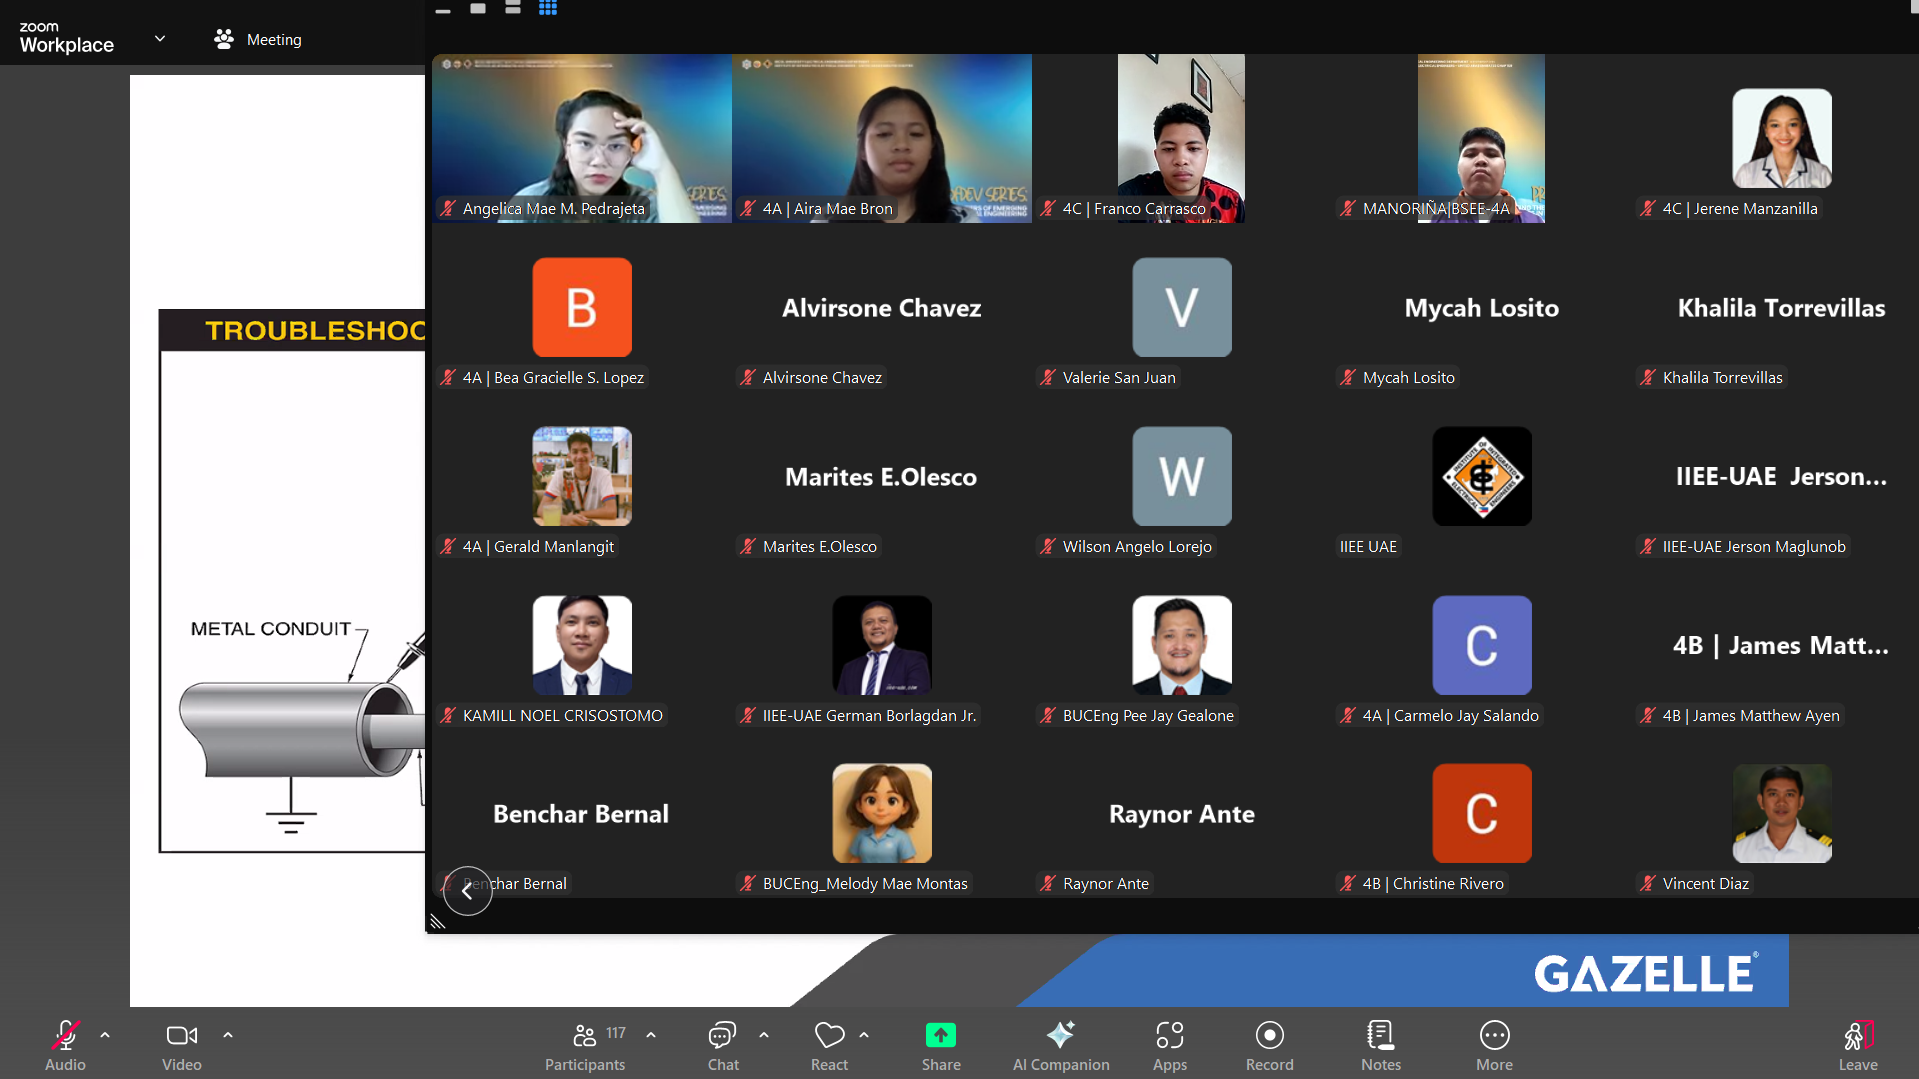 zoom
Workplace
Meeting
Angelica Mae M. Pedrajeta
4A | Aira Mae Bron
4C | Franco Carrasco
MANORIÑA|BSEE-4A
4C | Jerene Manzanilla
B
Alvirsone Chavez
V
Mycah Losito
Khalila Torrevillas
4A | Bea Gracielle S. Lopez
Alvirsone Chavez
Valerie San Juan
Mycah Losito
Khalila Torrevillas
TROUBLESHOO
Marites E.Olesco
W
IIEE-UAE Jerson...
4A | Gerald Manlangit
Marites E.Olesco
Wilson Angelo Lorejo
IIEE UAE
IIEE-UAE Jerson Maglunob
METAL CONDUIT
C
4B | James Matt...
KAMILL NOEL CRISOSTOMO
IIEE-UAE German Borlagdan Jr.
BUCEng Pee Jay Gealone
4A | Carmelo Jay Salando
4B | James Matthew Ayen
Benchar Bernal
Raynor Ante
C
Benchar Bernal
BUCEng_Melody Mae Montas
Raynor Ante
4B | Christine Rivero
Vincent Diaz
GAZELLE
117
Audio
Video
Participants
Chat
React
Share
AI Companion
Apps
Record
Notes
More
Leave